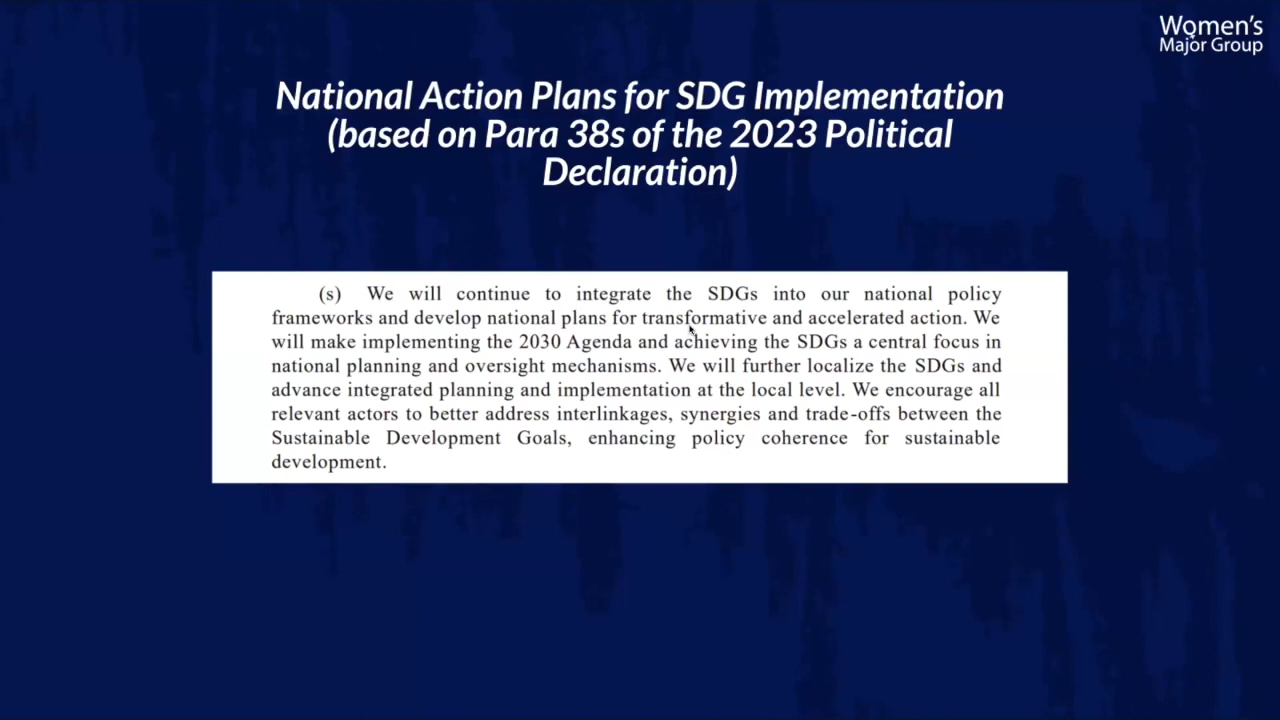 Women's
Major Group
National Action Plans for SDG Implementation
(based on Para 38s of the 2023 Political
Declaration)
(s) We will continue to integrate the SDGs into our national policy
frameworks and develop national plans for transformative and accelerated action. We
will make implementing the 2030 Agenda and achieving the SDGs a central focus in
national planning and oversight mechanisms. We will further localize the SDGs and
advance integrated planning and implementation at the local level. We encourage all
relevant actors to better address interlinkages, synergies and trade-offs between the
Sustainable Development Goals, enhancing policy coherence for sustainable
development.